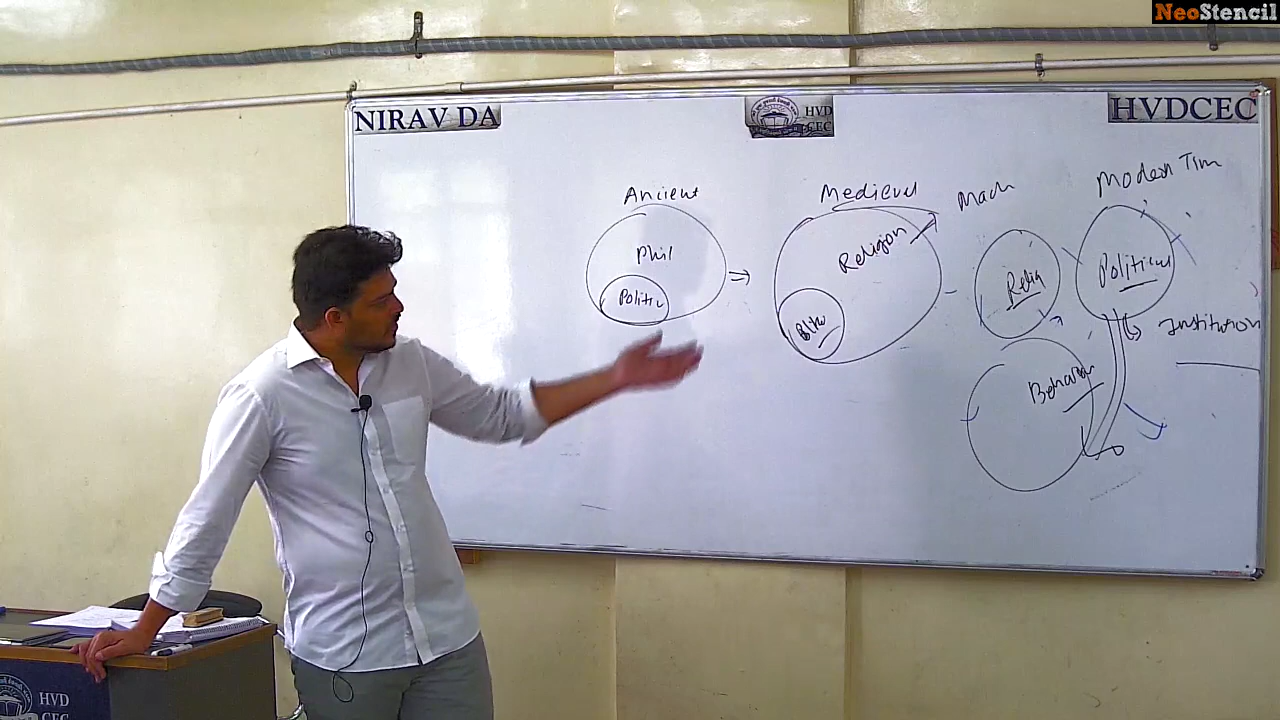 NeoStencil
NIRAV DA
HVD
CEC
HVDCEC
Ancient
Medieval
Mach
Modern Tim
Phil
Politic
Religion
Relig
Political
Institution
Behavior
HVD
CEC